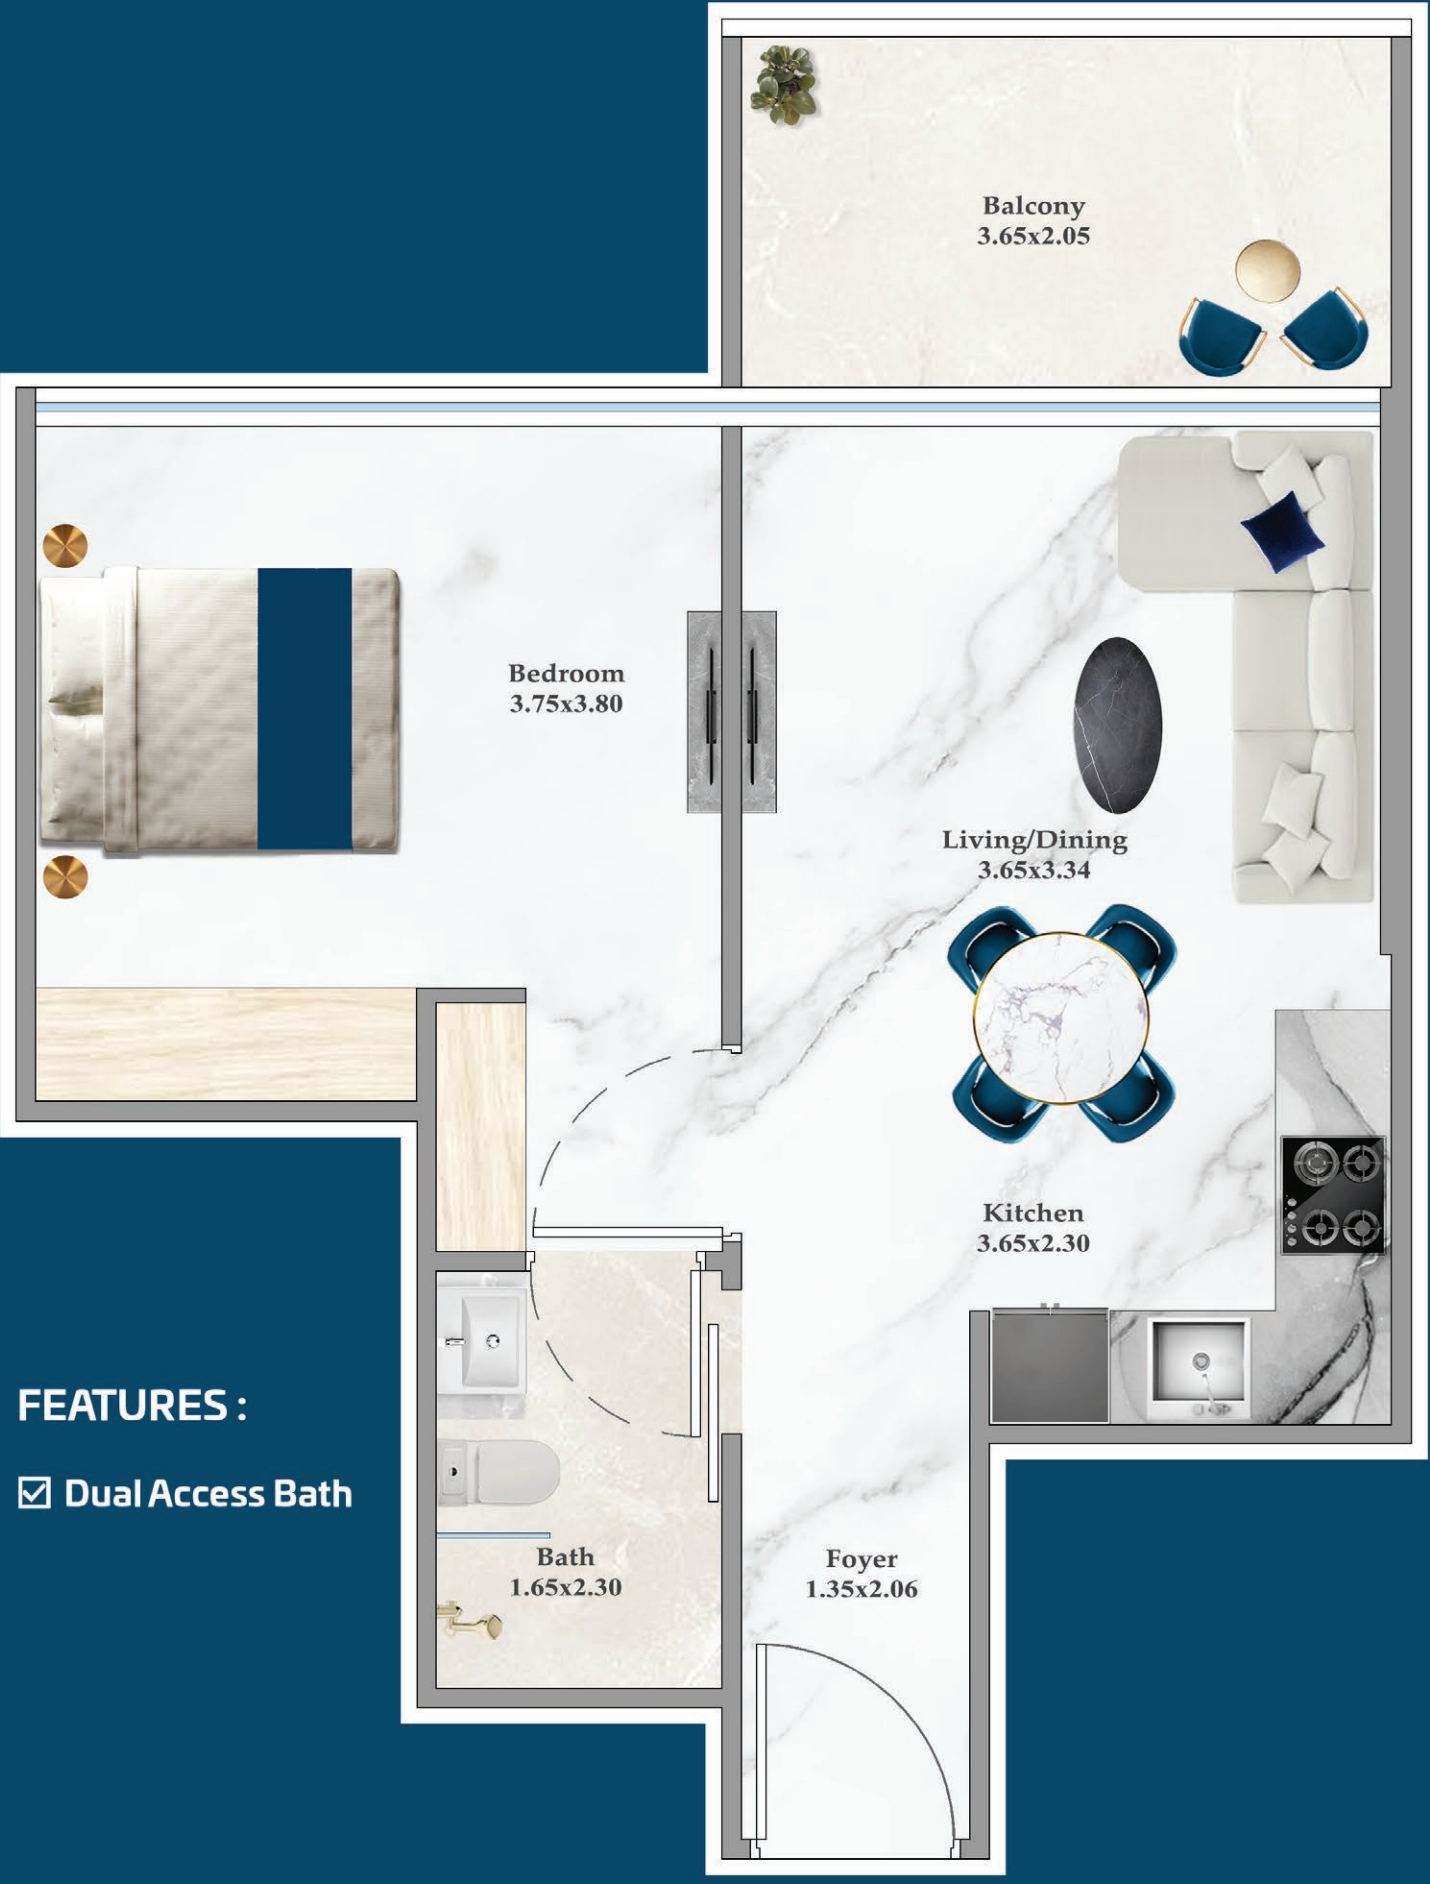 Balcony
3.65x2.05
Bedroom
3.75x3.80
Living/Dining
3.65x3.34
Kitchen
3.65x2.30
FEATURES :
Dual Access Bath
Bath
1.65x2.30
Foyer
1.35x2.06